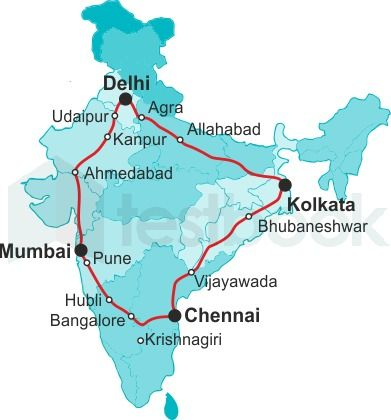 Delhi
Udaipur
Agra
Kanpur
Allahabad
Ahmedabad
Kolkata
Bhubaneshwar
testbook
Mumbai
Pune
Vijayawada
Hubli
Bangalore
Chennai
Krishnagiri